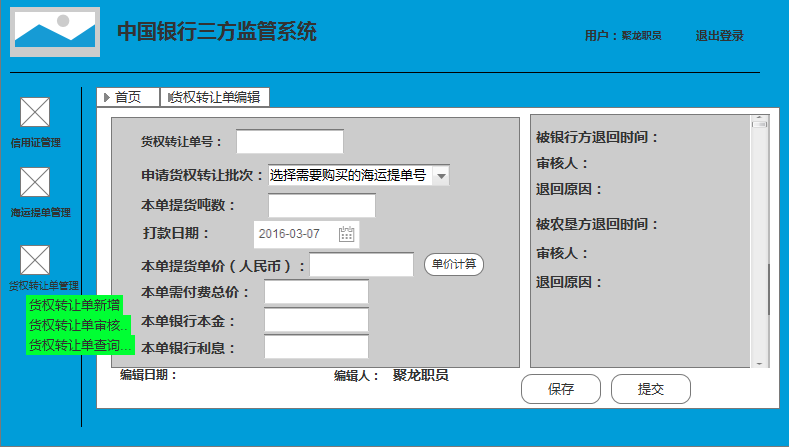 中国银行三方监管系统
用户：聚龙职员 退出登录
首页 货权转让单编辑
信用证管理
海运提单管理
货权转让单管理
货权转让单新增
货权转让单审核..
货权转让单查询...
货权转让单号：
申请货权转让批次：选择需要购买的海运提单号
本单提货吨数：
打款日期： 2016-03-07
本单提货单价（人民币）： 单价计算
本单需付费总价：
本单银行本金：
本单银行利息：
被银行方退回时间：
审核人：
退回原因：
被农垦方退回时间：
审核人：
退回原因：
编辑日期： 编辑人： 聚龙职员
保存 提交